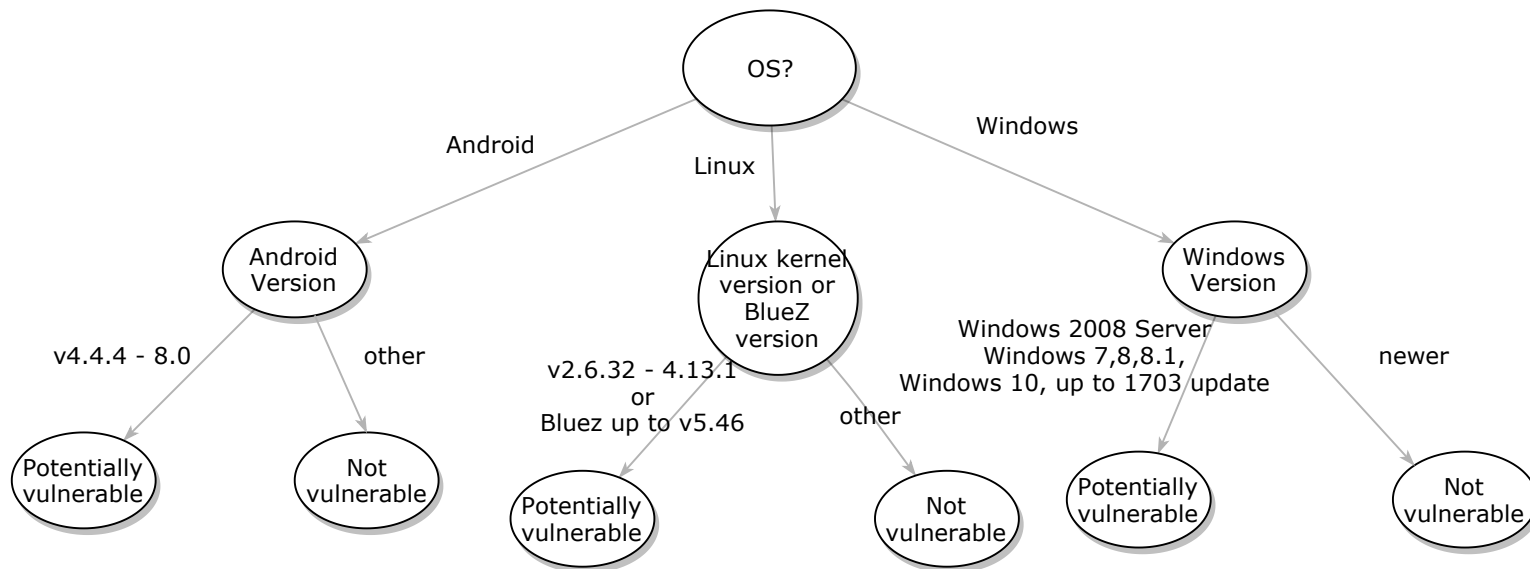 OS?
Android
Linux
Windows
Android
Version
Linux kernel
version or
BlueZ
version
Windows
Version
v4.4.4 - 8.0
other
v2.6.32 - 4.13.1
or
Bluez up to v5.46
other
Windows 2008 Server
Windows 7,8,8.1,
Windows 10, up to 1703 update
newer
Potentially
vulnerable
Not
vulnerable
Potentially
vulnerable
Not
vulnerable
Potentially
vulnerable
Not
vulnerable